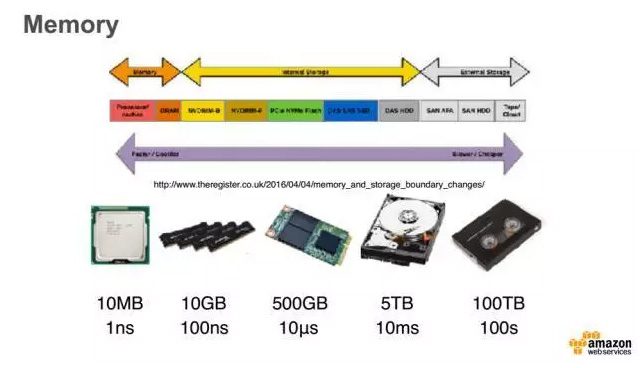 Memory
Memory Internal Storage External Storage
Processor/ caches DRAM NVDIMM-N NVDIMM-F PCIe NVMe Flash DAS SAS SSD DAS HDD SAN AFA SAN HDD Tape/ Cloud
Faster / Costlier Slower / Cheaper
http://www.theregister.co.uk/2016/04/04/memory_and_storage_boundary_changes/
10MB 10GB 500GB 5TB 100TB
1ns 100ns 10µs 10ms 100s
amazon
webservices